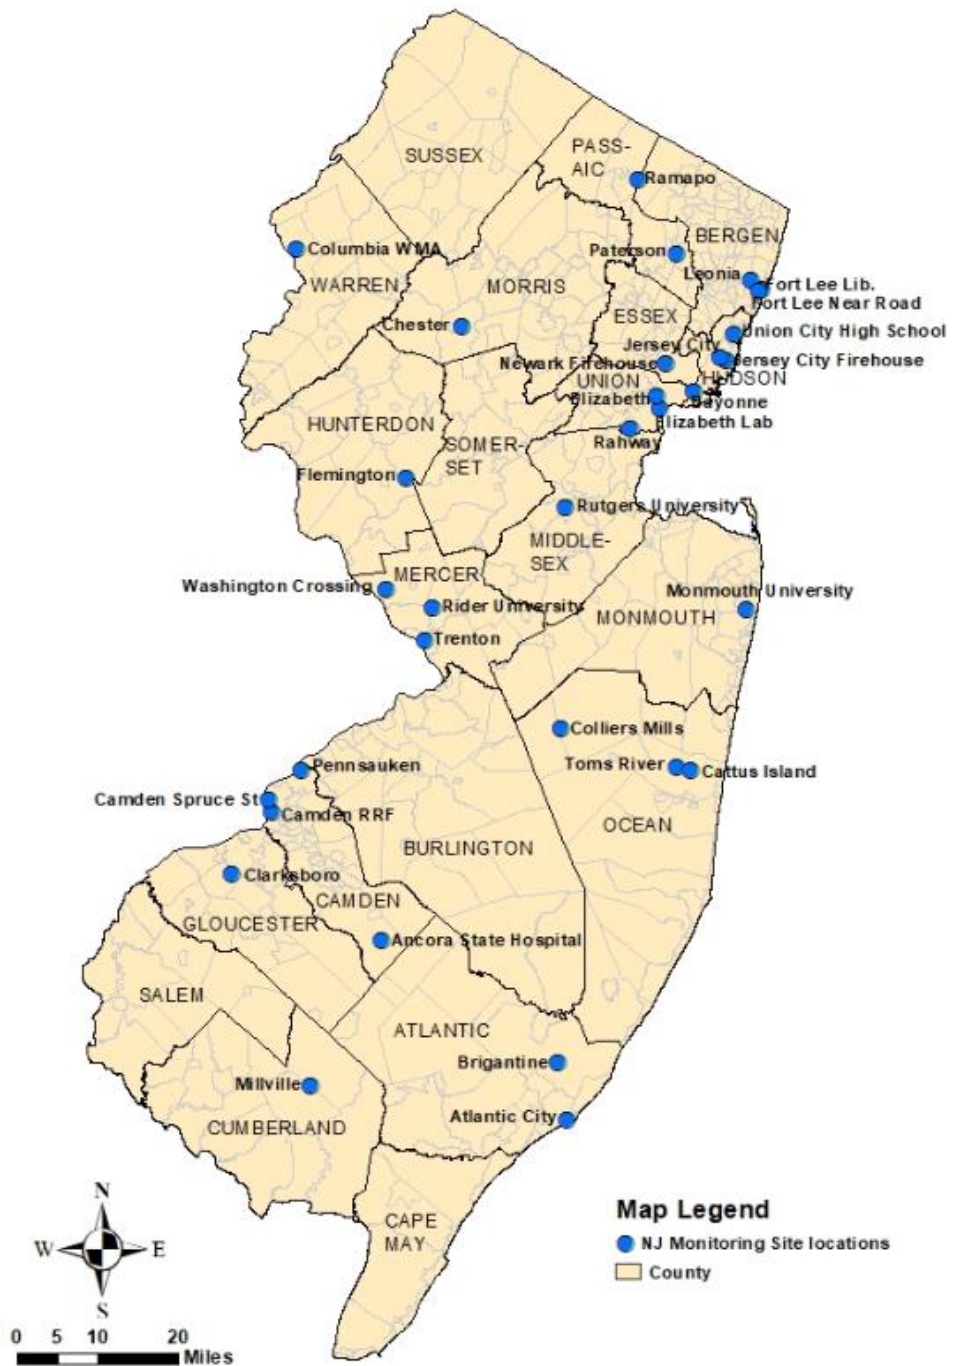 SUSSEX
PASS-
AIC
Ramapo
BERGEN
Columbia WMA
Paterson
WARREN
MORRIS
Leonia
Fort Lee Lib.
Fort Lee Near Road
ESSEX
Chester
Union City High School
Jersey City
Newark Firehouse
Jersey City Firehouse
UNION
HUDSON
Elizabeth
Bayonne
Elizabeth Lab
HUNTERDON
SOMER-
SET
Rahway
Flemington
Rutgers University
MIDDLE-
SEX
MERCER
Washington Crossing
Monmouth University
Rider University
MONMOUTH
Trenton
Colliers Mills
Pennsauken
Toms River
Cattus Island
Camden Spruce St
Camden RRF
OCEAN
BURLINGTON
Clarksboro
CAMDEN
GLOUCESTER
Ancora State Hospital
SALEM
ATLANTIC
Brigantine
Millville
Atlantic City
CUMBERLAND
CAPE
MAY
N
W
E
S
Map Legend
NJ Monitoring Site locations
County
0 5 10 20
Miles